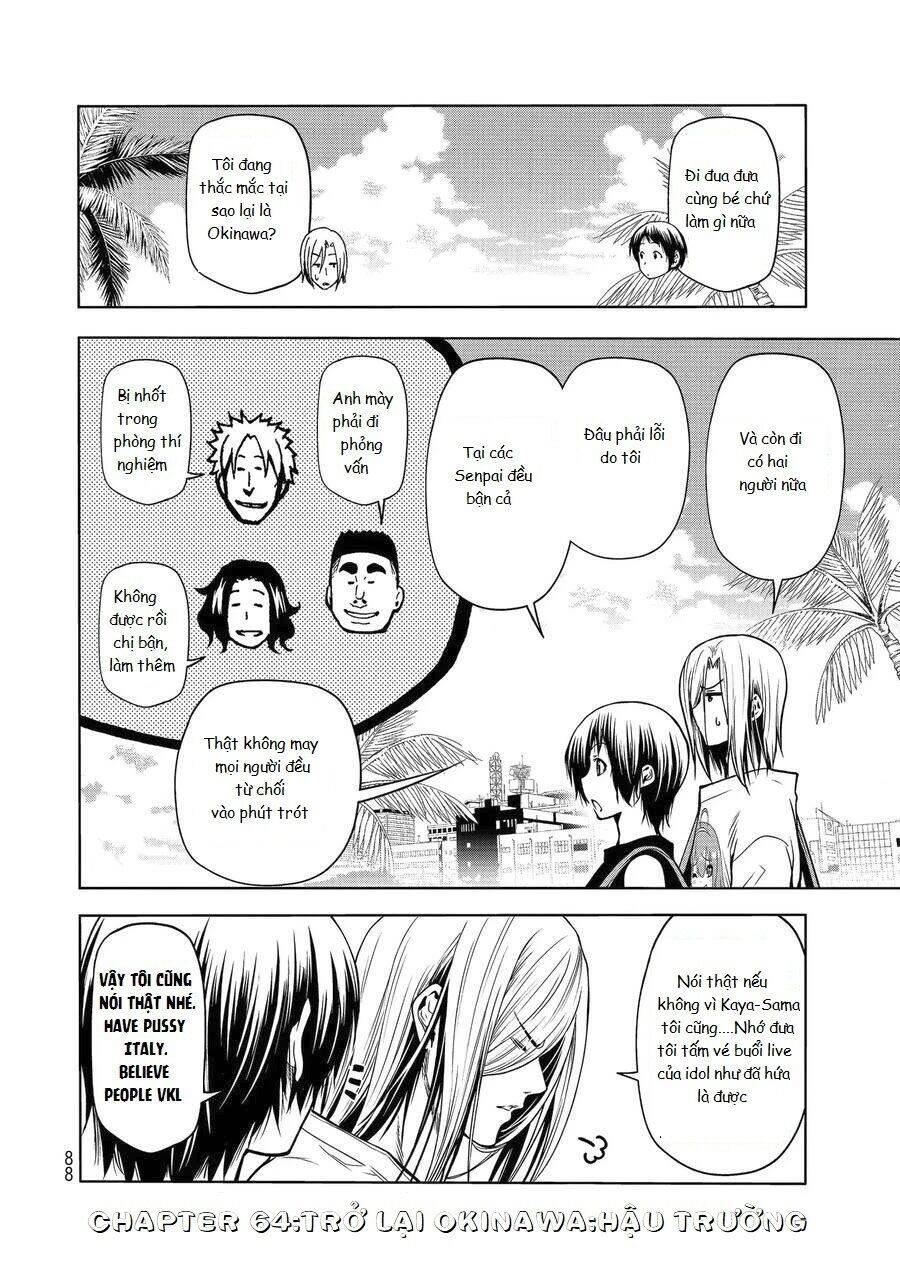 Đi đua đưa
cùng bé chứ
làm gì nữa
Tôi đang
thắc mắc tại
sao lại là
Okinawa?
Và còn đi
có hai
người nữa
Đâu phải lỗi
do tôi
Tại các
Senpai đều
bận cả
Anh mày
phải đi
phỏng
vấn
Bị nhốt
trong
phòng thí
nghiệm
Không
được rồi
chị bận,
làm thêm
Thật không may
mọi người đều
từ chối
vào phút trót
Nói thật nếu
không vì Kaya-Sama
tôi cũng....Nhớ đưa
tôi tấm vé buổi live
của idol như đã hứa
là được
VẬY TÔI CŨNG
NÓI THẬT NHÉ.
HAVE PUSSY
ITALY.
BELIEVE
PEOPLE VKL
88
CHAPTER 64:TRỞ LẠI OKINAWA:HẬU TRƯỜNG